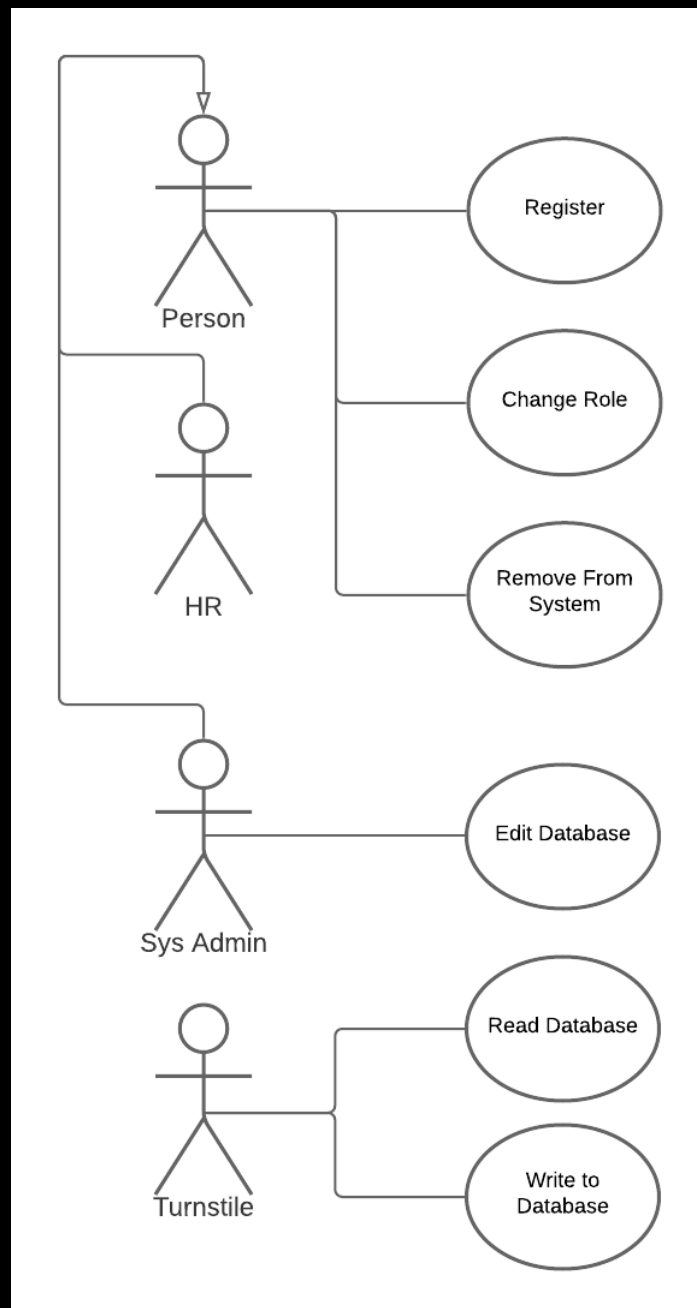 Register
Person
Change Role
HR
Remove From
System
Edit Database
Sys Admin
Read Database
Turnstile
Write to
Database